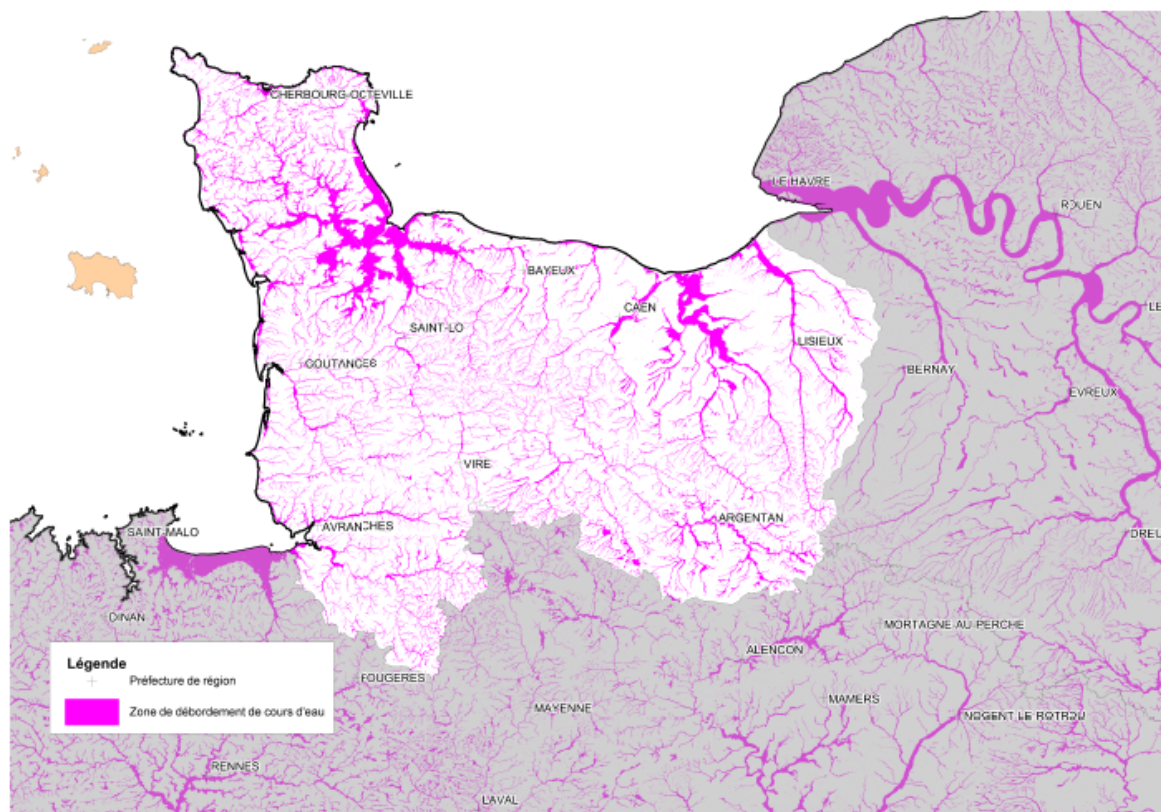 CHERBOURG-OCTEVILLE
LE HAVRE
ROUEN
BAYEUX
CAEN
LE
SAINT-LO
LISIEUX
COUTANCES
BERNAY
EVREUX
VIRE
ARGENTAN
AVRANCHES
SAINT-MALO
DREU
DINAN
MORTAGNE-AU-PERCHE
ALENCON
Légende
Préfecture de région
FOUGERES
MAMERS
Zone de débordement de cours d'eau
MAYENNE
NOGENT-LE-ROTROU
RENNES
LAVAL